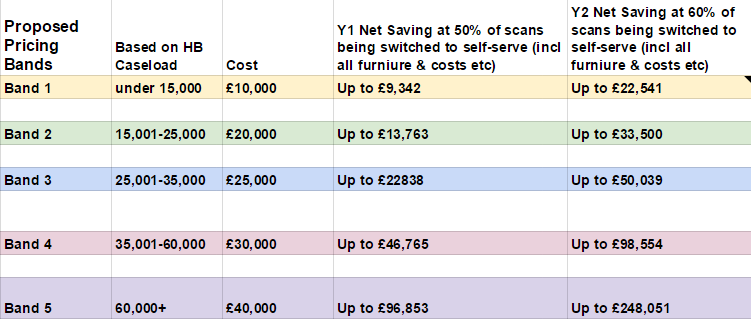 Proposed Pricing Bands
Based on HB Caseload
Cost
Y1 Net Saving at 50% of scans being switched to self-serve (incl all furniure & costs etc)
Y2 Net Saving at 60% of scans being switched to self-serve (incl all furniure & costs etc)
Band 1 under 15,000 £10,000 Up to £9,342 Up to £22,541
Band 2 15,001-25,000 £20,000 Up to £13,763 Up to £33,500
Band 3 25,001-35,000 £25,000 Up to £22838 Up to £50,039
Band 4 35,001-60,000 £30,000 Up to £46,765 Up to £98,554
Band 5 60,000+ £40,000 Up to £96,853 Up to £248,051